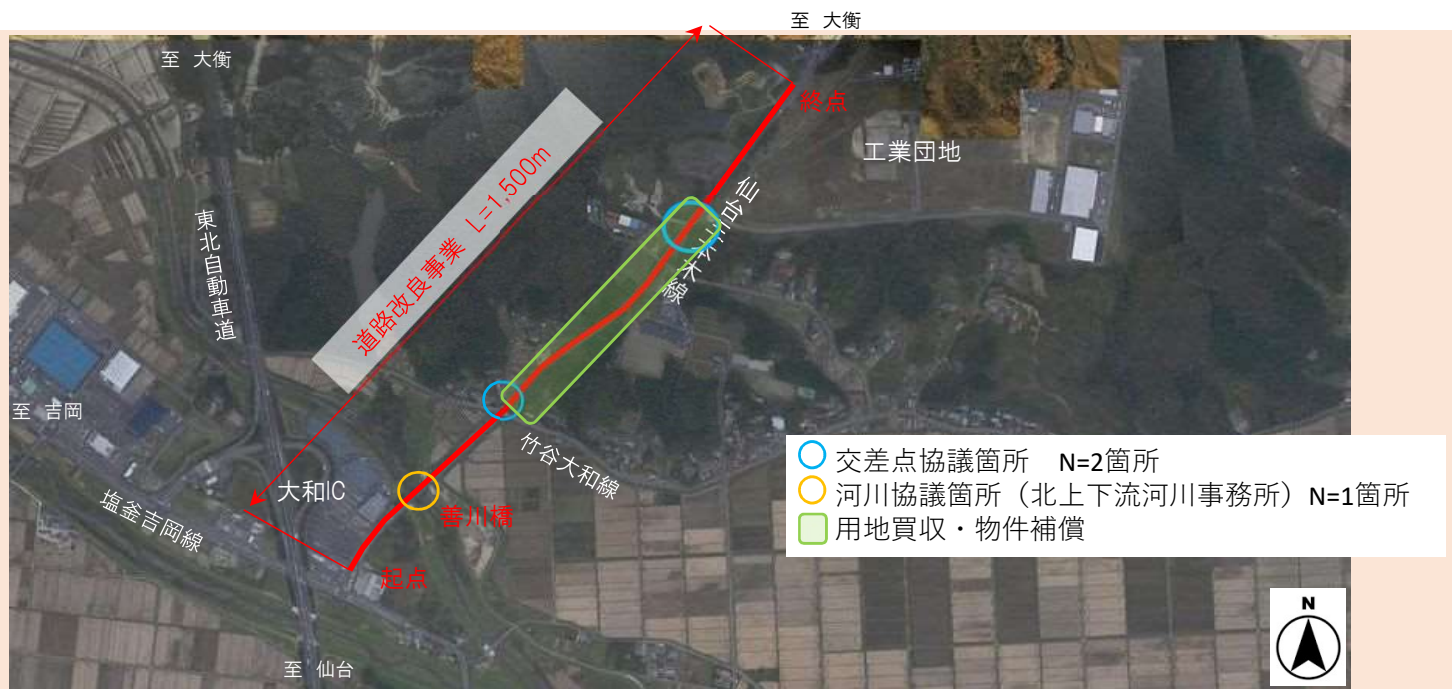 至 大衡
至 大衡
終点
工業団地
道路改良事業 L=1,500m
仙台三本木線
東北自動車道
至 吉岡
竹谷大和線
大和IC
善川橋
塩釜吉岡線
起点
至 仙台
交差点協議箇所 N=2箇所
河川協議箇所（北上下流河川事務所）N=1箇所
用地買収・物件補償
N